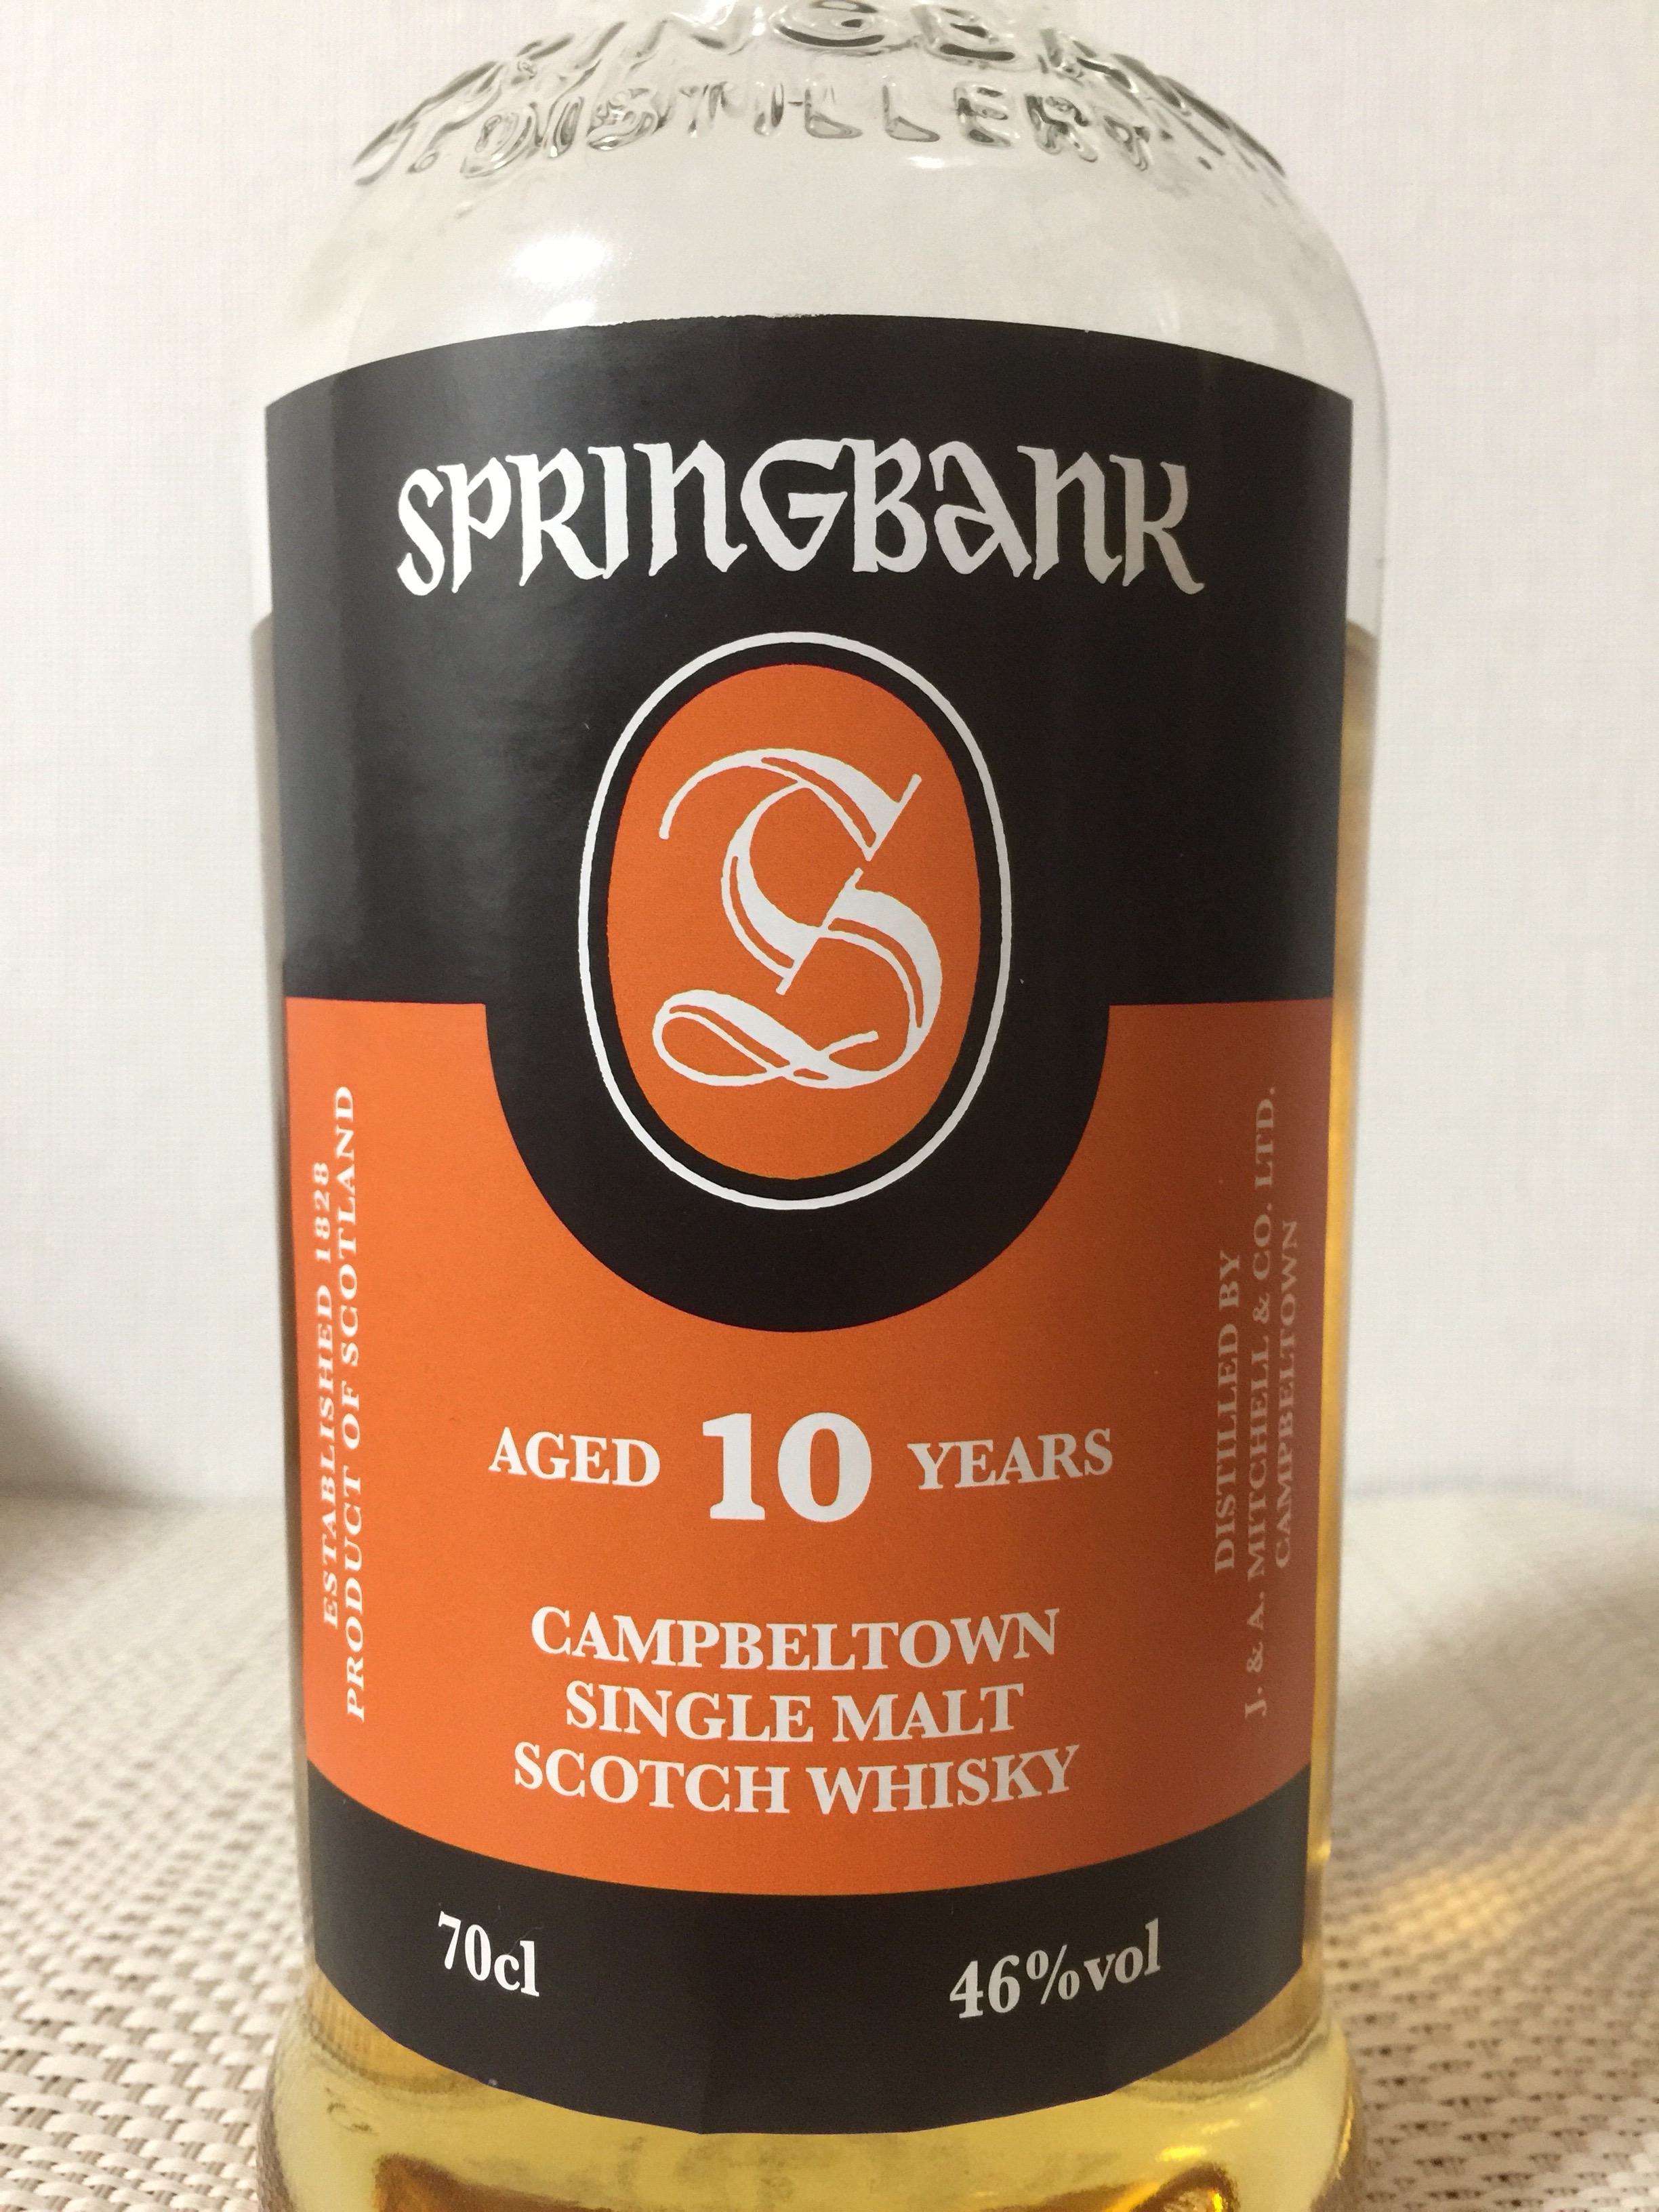 DISTILLERY
SPRINGBANK
S
ESTABLISHED 1828
PRODUCT OF SCOTLAND
AGED 10 YEARS
CAMPBELTOWN
SINGLE MALT
SCOTCH WHISKY
DISTILLED BY
J. & A. MITCHELL & CO. LTD.
CAMPBELTOWN
70cl
46%vol